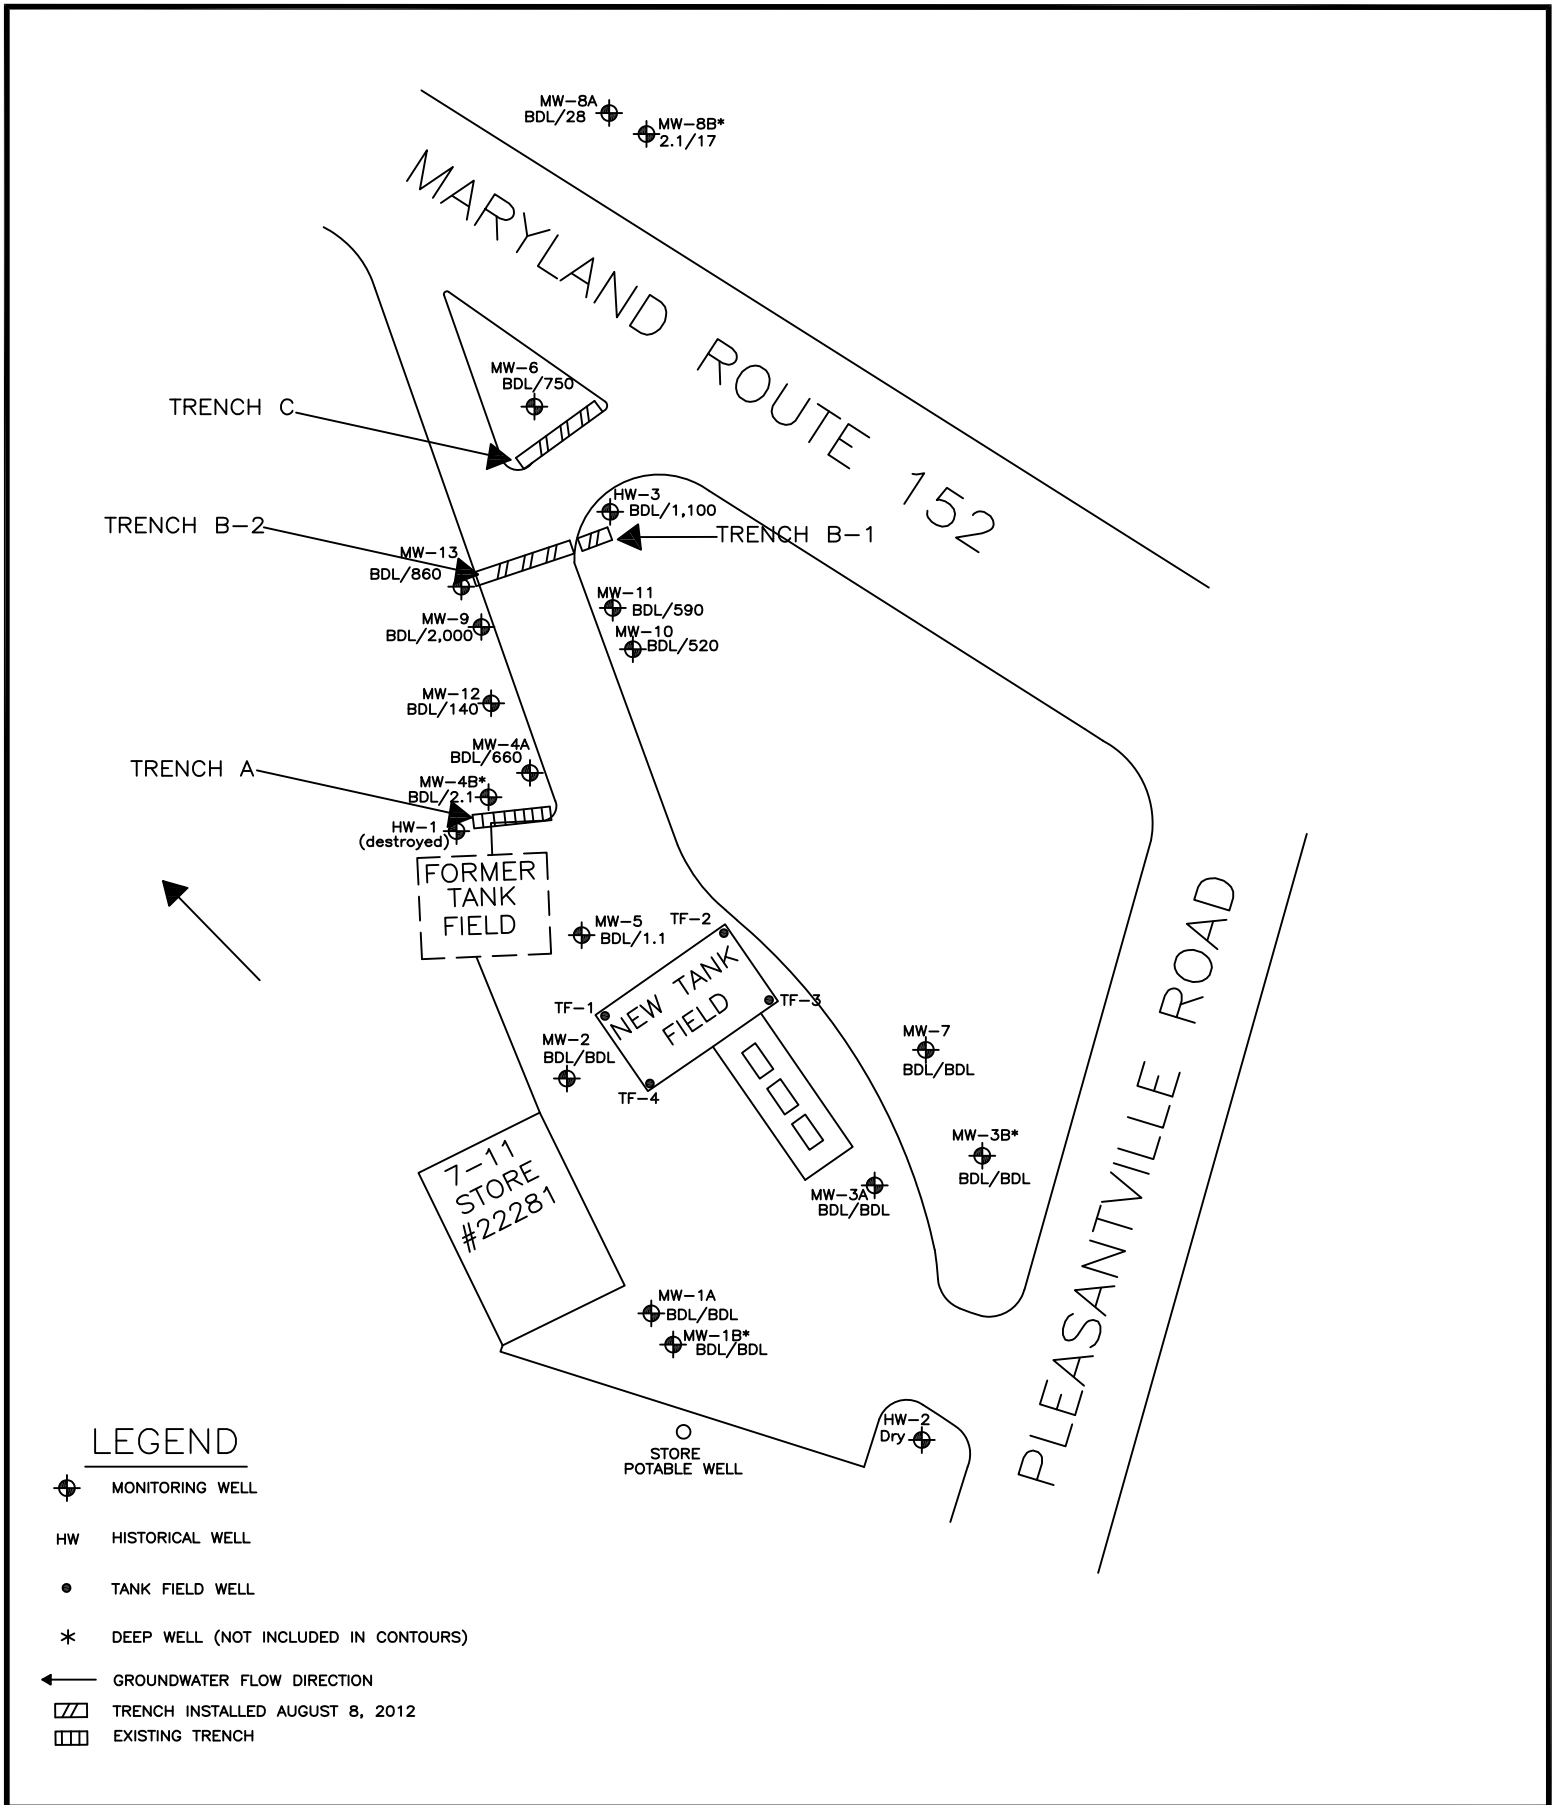 MW-8A
BDL/28
MW-8B*
2.1/17
MARYLAND ROUTE 152
MW-6
BDL/750
TRENCH C
HW-3
BDL/1,100
TRENCH B-2
TRENCH B-1
MW-13
BDL/860
MW-11
BDL/590
MW-9
BDL/2,000
MW-10
BDL/520
MW-12
BDL/140
MW-4A
BDL/660
TRENCH A
MW-4B*
BDL/2.1
HW-1
(destroyed)
FORMER
TANK
FIELD
MW-5
BDL/1.1
TF-2
TF-1
NEW TANK
FIELD
TF-3
MW-2
BDL/BDL
TF-4
MW-7
BDL/BDL
PLEASANTVILLE ROAD
MW-3B*
BDL/BDL
7-11
STORE
#22281
MW-3A
BDL/BDL
MW-1A
BDL/BDL
MW-1B*
BDL/BDL
HW-2
Dry
STORE
POTABLE WELL
LEGEND
MONITORING WELL
HW HISTORICAL WELL
TANK FIELD WELL
* DEEP WELL (NOT INCLUDED IN CONTOURS)
GROUNDWATER FLOW DIRECTION
TRENCH INSTALLED AUGUST 8, 2012
EXISTING TRENCH